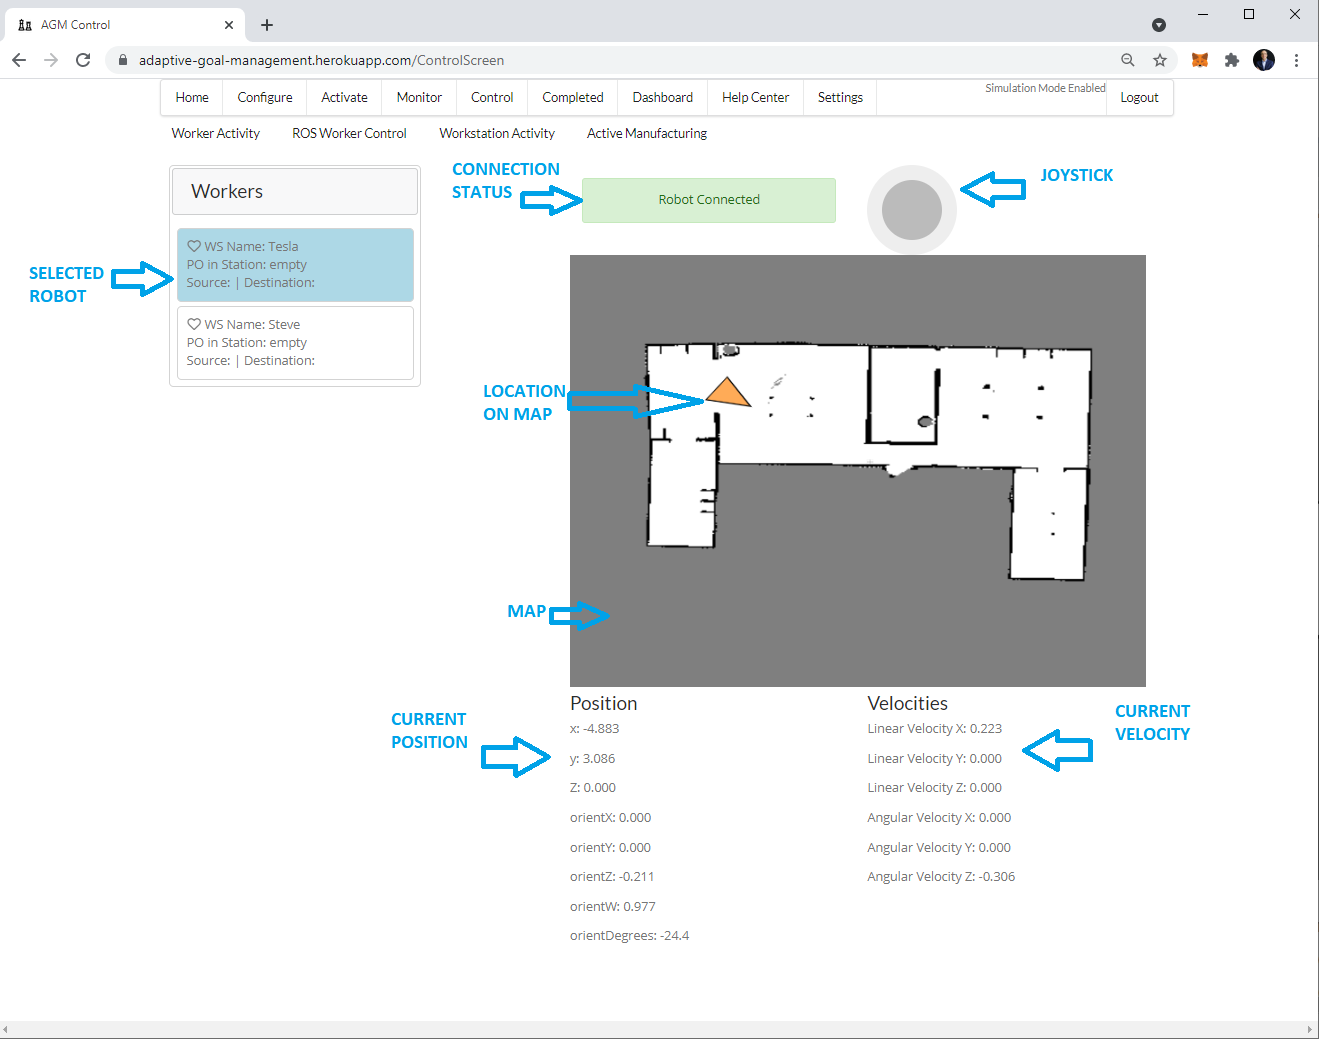 AGM Control
adaptive-goal-management.herokuapp.com/ControlScreen
Home Configure Activate Monitor Control Completed Dashboard Help Center Settings Simulation Mode Enabled Logout
Worker Activity ROS Worker Control Workstation Activity Active Manufacturing
Workers
WS Name: Tesla
PO in Station: empty
Source: | Destination:
WS Name: Steve
PO in Station: empty
Source: | Destination:
SELECTED
ROBOT
CONNECTION
STATUS
Robot Connected
JOYSTICK
LOCATION
ON MAP
MAP
CURRENT
POSITION
Position
x: -4.883
y: 3.086
Z: 0.000
orientX: 0.000
orientY: 0.000
orientZ: -0.211
orientW: 0.977
orientDegrees: -24.4
Velocities
Linear Velocity X: 0.223
Linear Velocity Y: 0.000
Linear Velocity Z: 0.000
Angular Velocity X: 0.000
Angular Velocity Y: 0.000
Angular Velocity Z: -0.306
CURRENT
VELOCITY